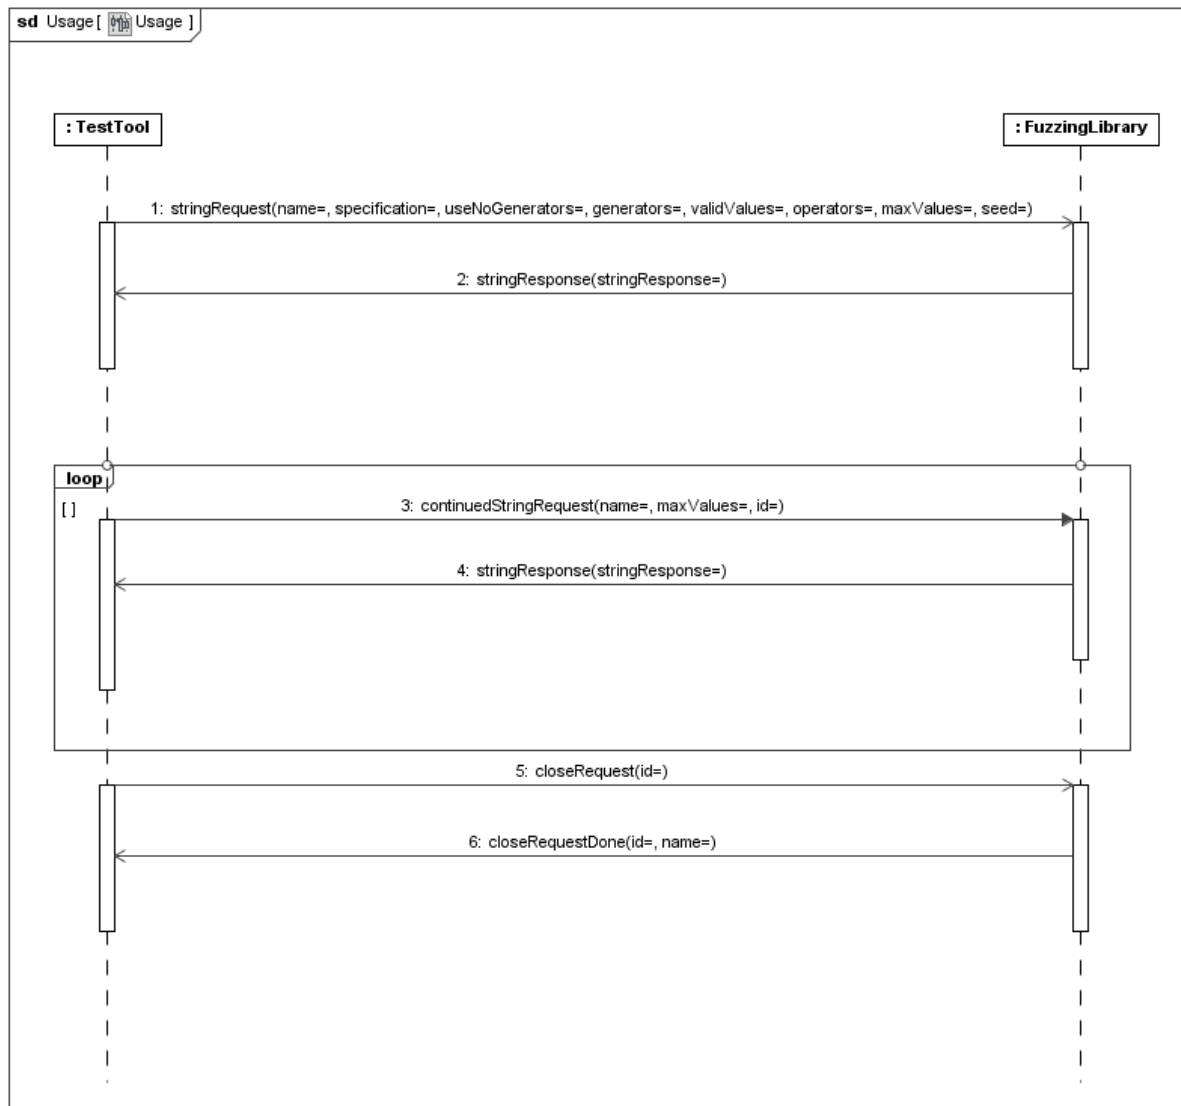 sd Usage [ Usage ]
: TestTool
: FuzzingLibrary
1: stringRequest(name=, specification=, useNoGenerators=, generators=, validValues=, operators=, maxValues=, seed=)
2: stringResponse(stringResponse=)
loop
[ ]
3: continuedStringRequest(name=, maxValues=, id=)
4: stringResponse(stringResponse=)
5: closeRequest(id=)
6: closeRequestDone(id=, name=)